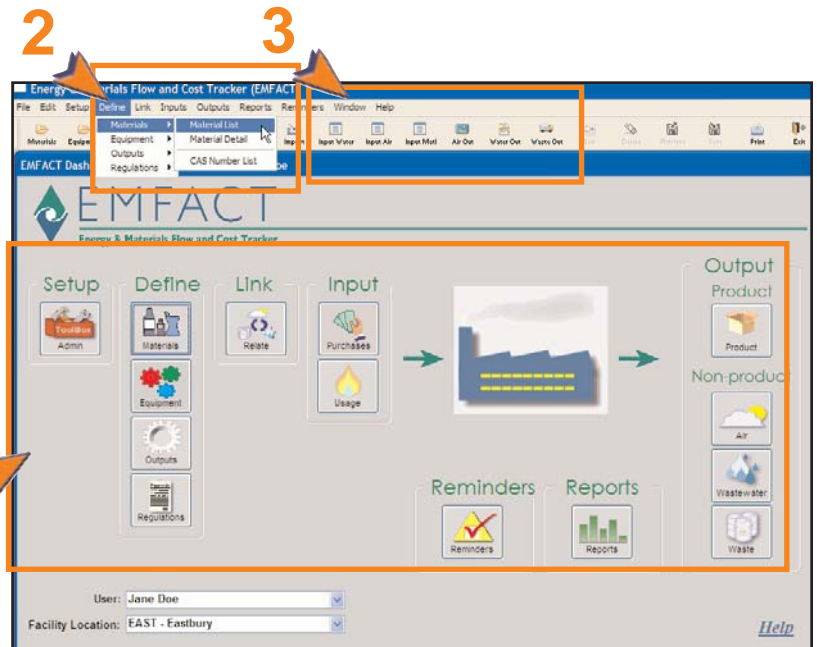 2
3
Energy & Materials Flow and Cost Tracker (EMFACT
File Edit Setup Define Link Inputs Outputs Reports Reminders Window Help
Materials
Material List
Equipment
Material Detail
Outputs
CAS Number List
Regulations
Materials
Input Water
Input Air
Input Matl
Air Out
Water Out
Waste Out
Print
Exit
EMFACT Dash
EMFACT
Energy & Materials Flow and Cost Tracker
Setup
Define
Link
Input
Output
Product
ToolBox
Admin
Materials
Relate
Purchases
Product
Non-product
Equipment
Usage
Air
Outputs
Wastewater
Reminders
Reports
Regulations
Reminders
Reports
Waste
User: Jane Doe
Facility Location: EAST - Eastbury
Help